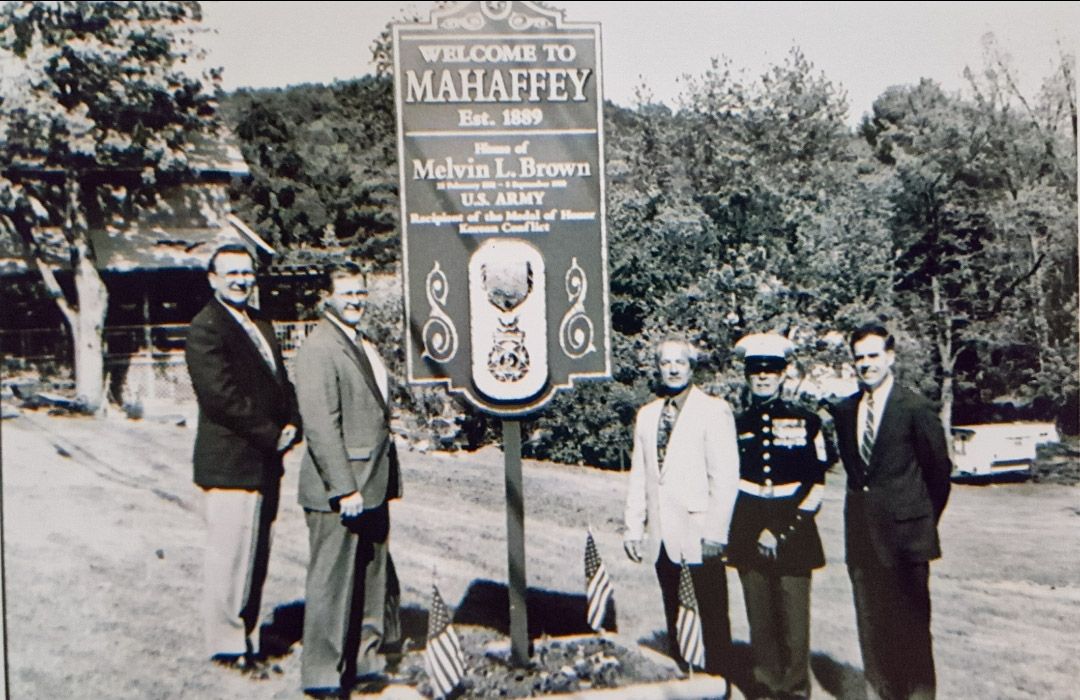 WELCOME TO
MAHAFFEY
Est. 1889
Home of
Melvin L. Brown
U.S. ARMY
Recipient of the Medal of Honor
Korean Conflict